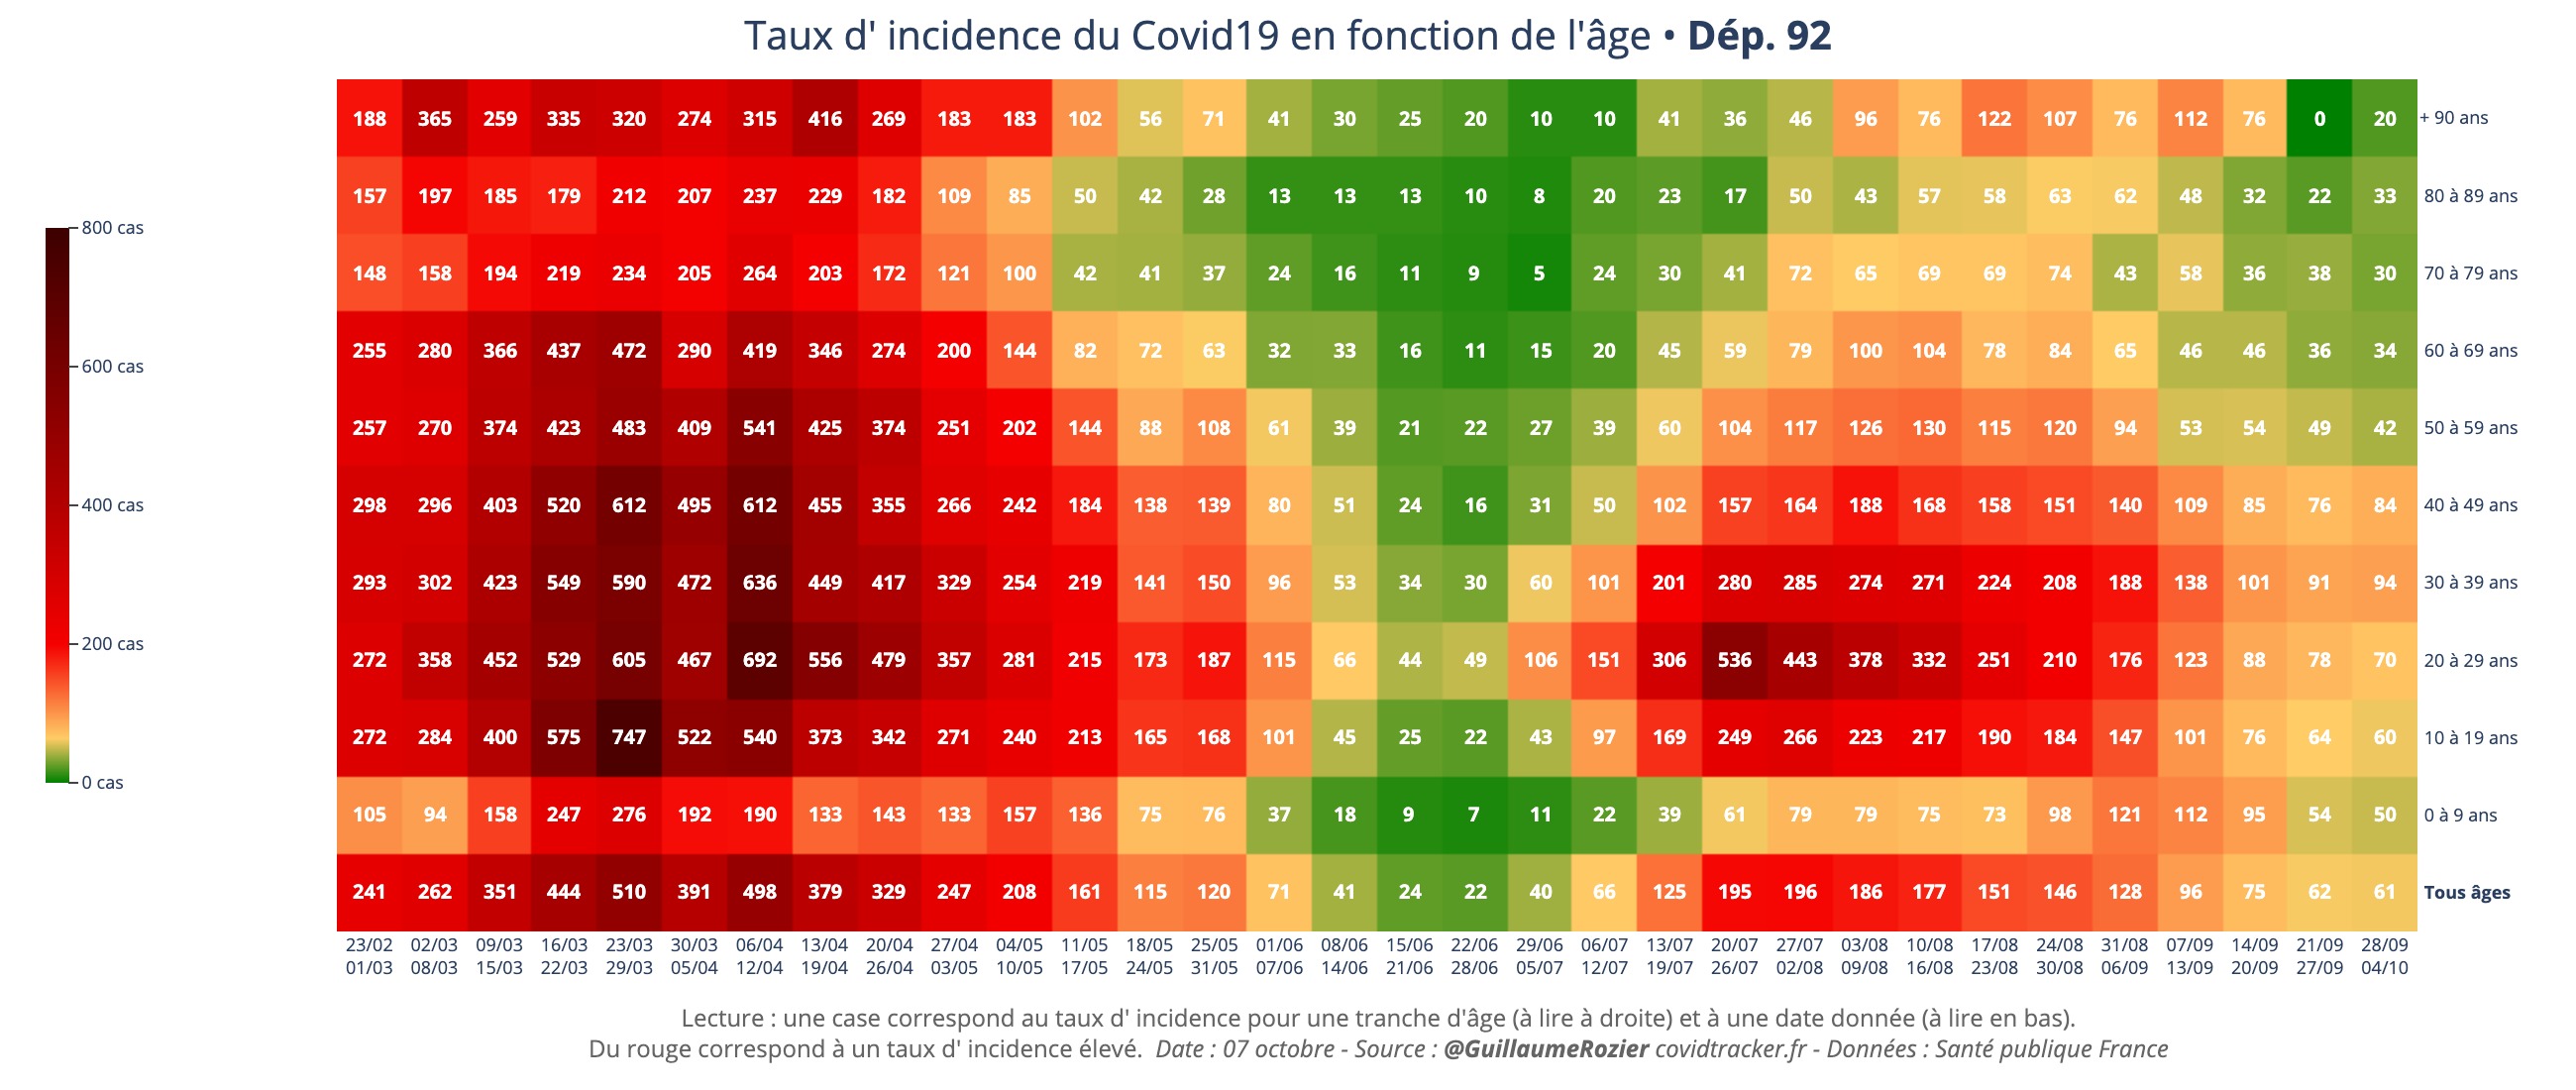 Taux d' incidence du Covid19 en fonction de l'âge • Dép. 92
188 365 259 335 320 274 315 416 269 183 183 102 56 71 41 30 25 20 10 10 41 36 46 96 76 122 107 76 112 76 0 20 + 90 ans
157 197 185 179 212 207 237 229 182 109 85 50 42 28 13 13 13 10 8 20 23 17 50 43 57 58 63 62 48 32 22 33 80 à 89 ans
800 cas
148 158 194 219 234 205 264 203 172 121 100 42 41 37 24 16 11 9 5 24 30 41 72 65 69 69 74 43 58 36 38 30 70 à 79 ans
255 280 366 437 472 290 419 346 274 200 144 82 72 63 32 33 16 11 15 20 45 59 79 100 104 78 84 65 46 46 36 34 60 à 69 ans
600 cas
257 270 374 423 483 409 541 425 374 251 202 144 88 108 61 39 21 22 27 39 60 104 117 126 130 115 120 94 53 54 49 42 50 à 59 ans
400 cas
298 296 403 520 612 495 612 455 355 266 242 184 138 139 80 51 24 16 31 50 102 157 164 188 168 158 151 140 109 85 76 84 40 à 49 ans
293 302 423 549 590 472 636 449 417 329 254 219 141 150 96 53 34 30 60 101 201 280 285 274 271 224 208 188 138 101 91 94 30 à 39 ans
200 cas
272 358 452 529 605 467 692 556 479 357 281 215 173 187 115 66 44 49 106 151 306 536 443 378 332 251 210 176 123 88 78 70 20 à 29 ans
272 284 400 575 747 522 540 373 342 271 240 213 165 168 101 45 25 22 43 97 169 249 266 223 217 190 184 147 101 76 64 60 10 à 19 ans
0 cas
105 94 158 247 276 192 190 133 143 133 157 136 75 76 37 18 9 7 11 22 39 61 79 79 75 73 98 121 112 95 54 50 0 à 9 ans
241 262 351 444 510 391 498 379 329 247 208 161 115 120 71 41 24 22 40 66 125 195 196 186 177 151 146 128 96 75 62 61 Tous âges
23/02 02/03 09/03 16/03 23/03 30/03 06/04 13/04 20/04 27/04 04/05 11/05 18/05 25/05 01/06 08/06 15/06 22/06 29/06 06/07 13/07 20/07 27/07 03/08 10/08 17/08 24/08 31/08 07/09 14/09 21/09 28/09
01/03 08/03 15/03 22/03 29/03 05/04 12/04 19/04 26/04 03/05 10/05 17/05 24/05 31/05 07/06 14/06 21/06 28/06 05/07 12/07 19/07 26/07 02/08 09/08 16/08 23/08 30/08 06/09 13/09 20/09 27/09 04/10
Lecture : une case correspond au taux d' incidence pour une tranche d'âge (à lire à droite) et à une date donnée (à lire en bas).
Du rouge correspond à un taux d' incidence élevé. Date : 07 octobre - Source : @GuillaumeRozier covidtracker.fr - Données : Santé publique France